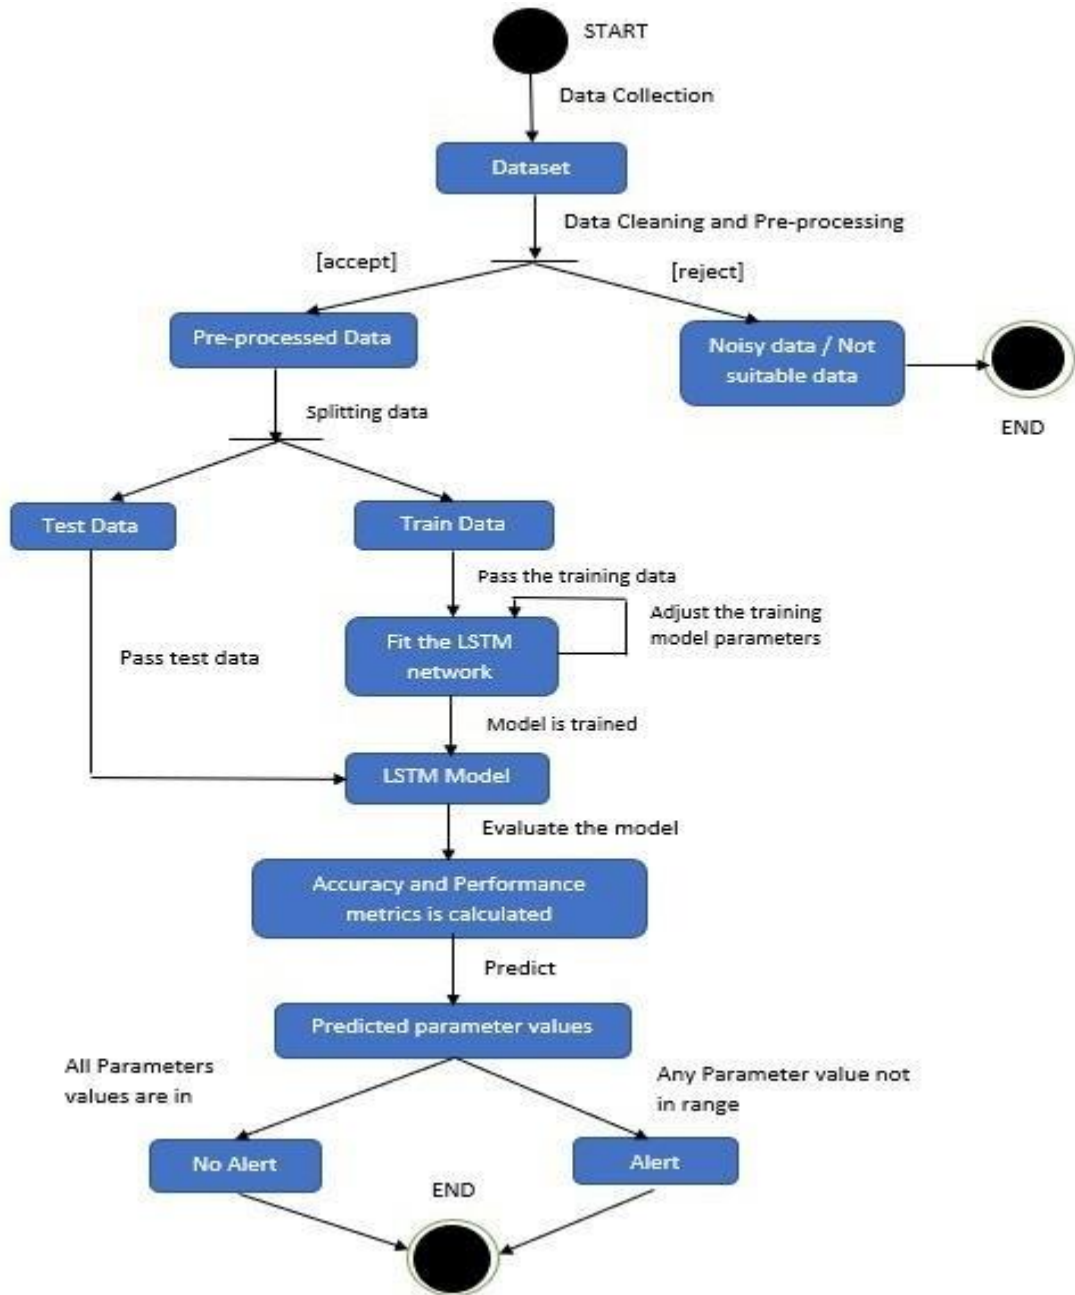 START
Data Collection
Dataset
Data Cleaning and Pre-processing
[accept]
[reject]
Pre-processed Data
Noisy data / Not
suitable data
END
Splitting data
Test Data
Train Data
Pass the training data
Adjust the training
model parameters
Fit the LSTM
network
Pass test data
Model is trained
LSTM Model
Evaluate the model
Accuracy and Performance
metrics is calculated
Predict
Predicted parameter values
All Parameters
values are in
Any Parameter value not
in range
No Alert
Alert
END